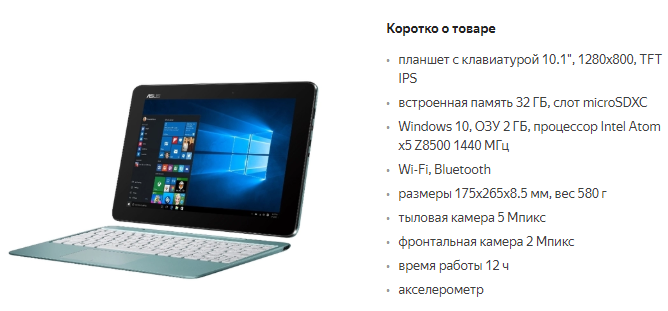 Коротко о товаре
планшет с клавиатурой 10.1", 1280x800, TFT
IPS
встроенная память 32 ГБ, слот microSDXC
Windows 10, ОЗУ 2 ГБ, процессор Intel Atom
x5 Z8500 1440 МГц
Wi-Fi, Bluetooth
размеры 175x265x8.5 мм, вес 580 г
тыловая камера 5 Мпикс
фронтальная камера 2 Мпикс
время работы 12 ч
акселерометр
ASUS